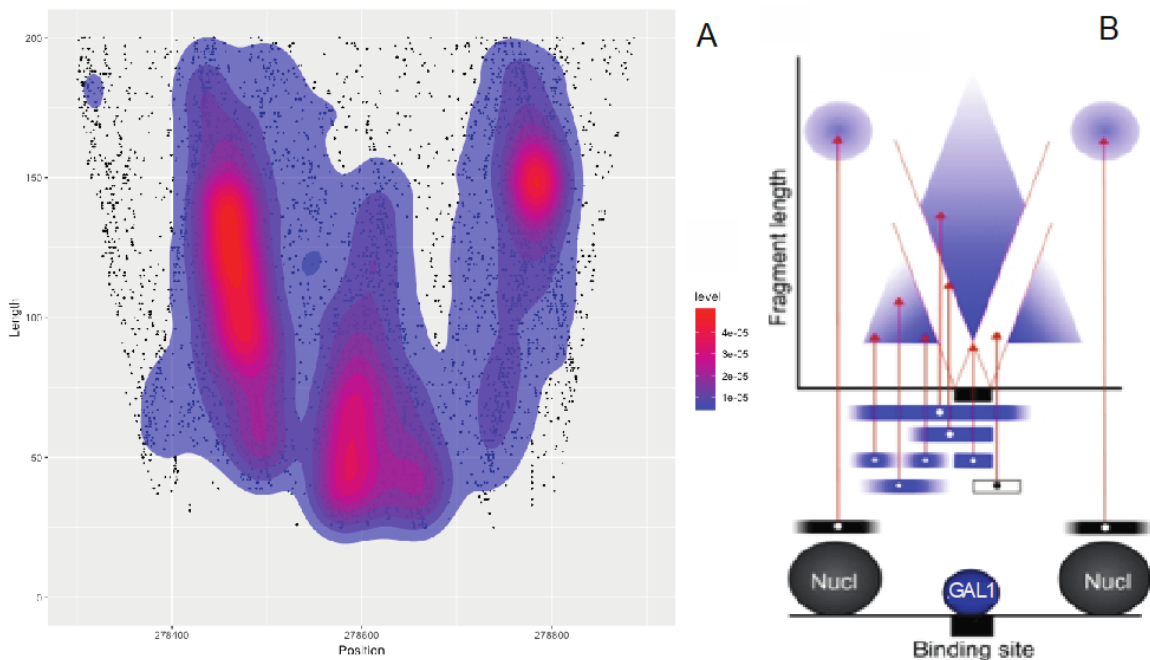 A
200
150
100
50
0
Length
278400
278600
278800
Position
level
4e-05
3e-05
2e-05
1e-05
B
Fragment length
Nucl
GAL1
Nucl
Binding site